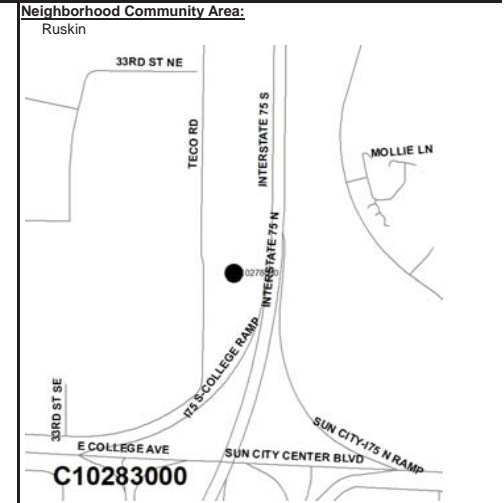 Neighborhood Community Area:
Ruskin
33RD ST NE
TECO RD
INTERSTATE 75 S
MOLLIE LN
INTERSTATE 75 N
I75 S-COLLEGE RAMP
33RD ST SE
E COLLEGE AVE
SUN CITY CENTER BLVD
SUN CITY-I75 N RAMP
C10283000